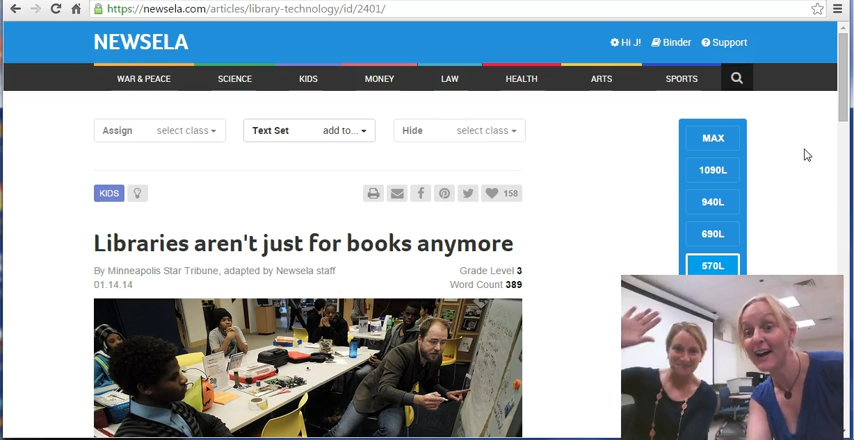 https://newsela.com/articles/library-technology/id/2401/
NEWSELA
Hi J! Binder Support
WAR & PEACE SCIENCE KIDS MONEY LAW HEALTH ARTS SPORTS
Assign select class Text Set add to... Hide select class
MAX
1090L
940L
690L
570L
KIDS 158
Libraries aren't just for books anymore
By Minneapolis Star Tribune, adapted by Newsela staff Grade Level 3
01.14.14 Word Count 389